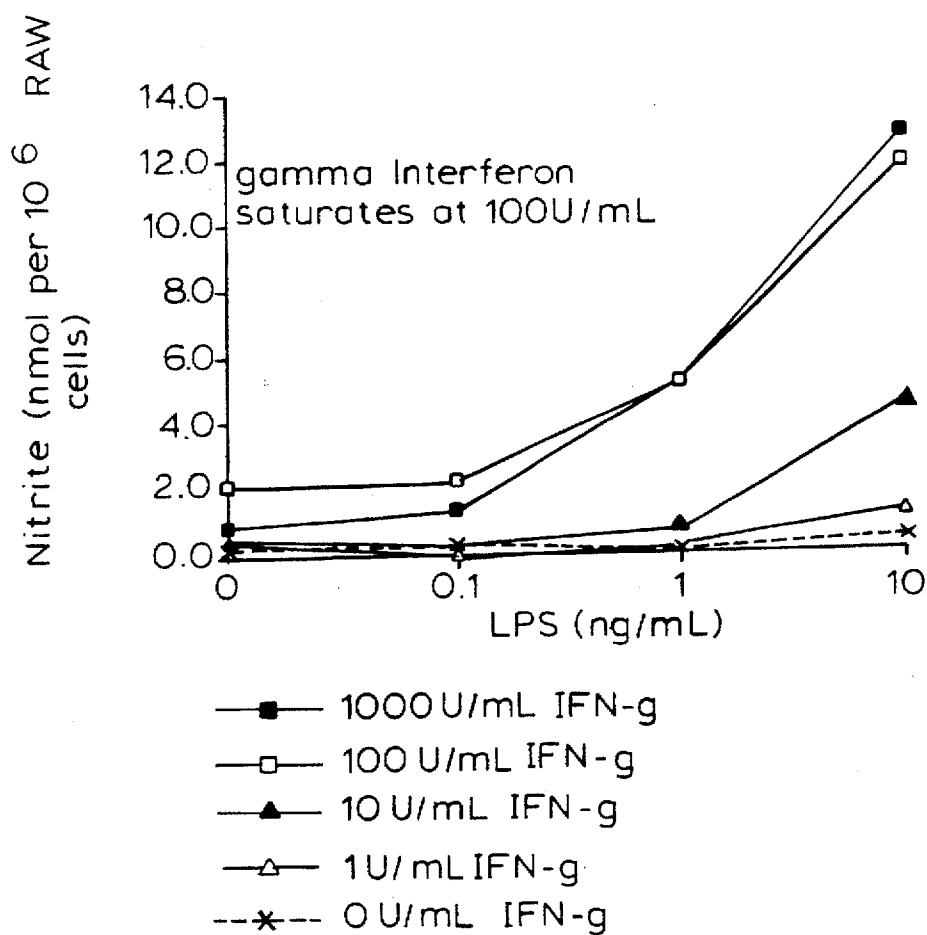 Nitrite (nmol per 10 6 RAW
cells)
14.0
12.0
10.0
8.0
6.0
4.0
2.0
0.0
gamma Interferon
saturates at 100U/mL
0 0.1 1 10
LPS (ng/mL)
1000 U/mL IFN-g
100 U/mL IFN-g
10 U/mL IFN-g
1 U/mL IFN-g
0 U/mL IFN-g